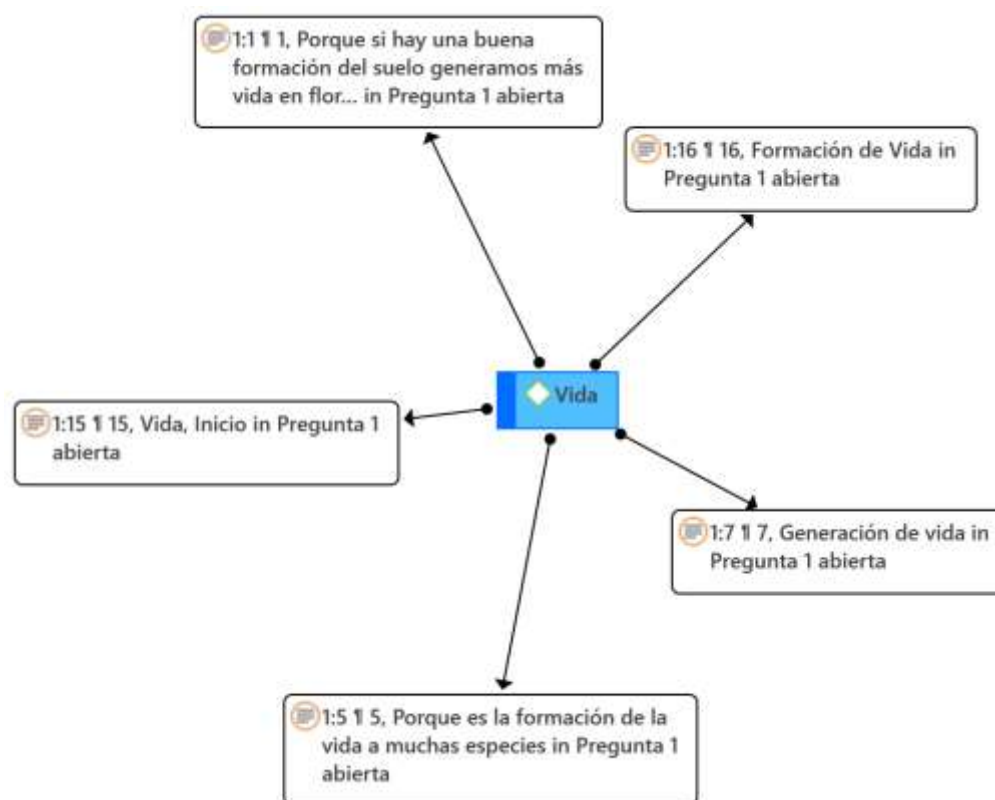 1:1 ¶ 1, Porque si hay una buena
formación del suelo generamos más
vida en flor... in Pregunta 1 abierta
1:16 ¶ 16, Formación de Vida in
Pregunta 1 abierta
Vida
1:15 ¶ 15, Vida, Inicio in Pregunta 1
abierta
1:7 ¶ 7, Generación de vida in
Pregunta 1 abierta
1:5 ¶ 5, Porque es la formación de la
vida a muchas especies in Pregunta 1
abierta